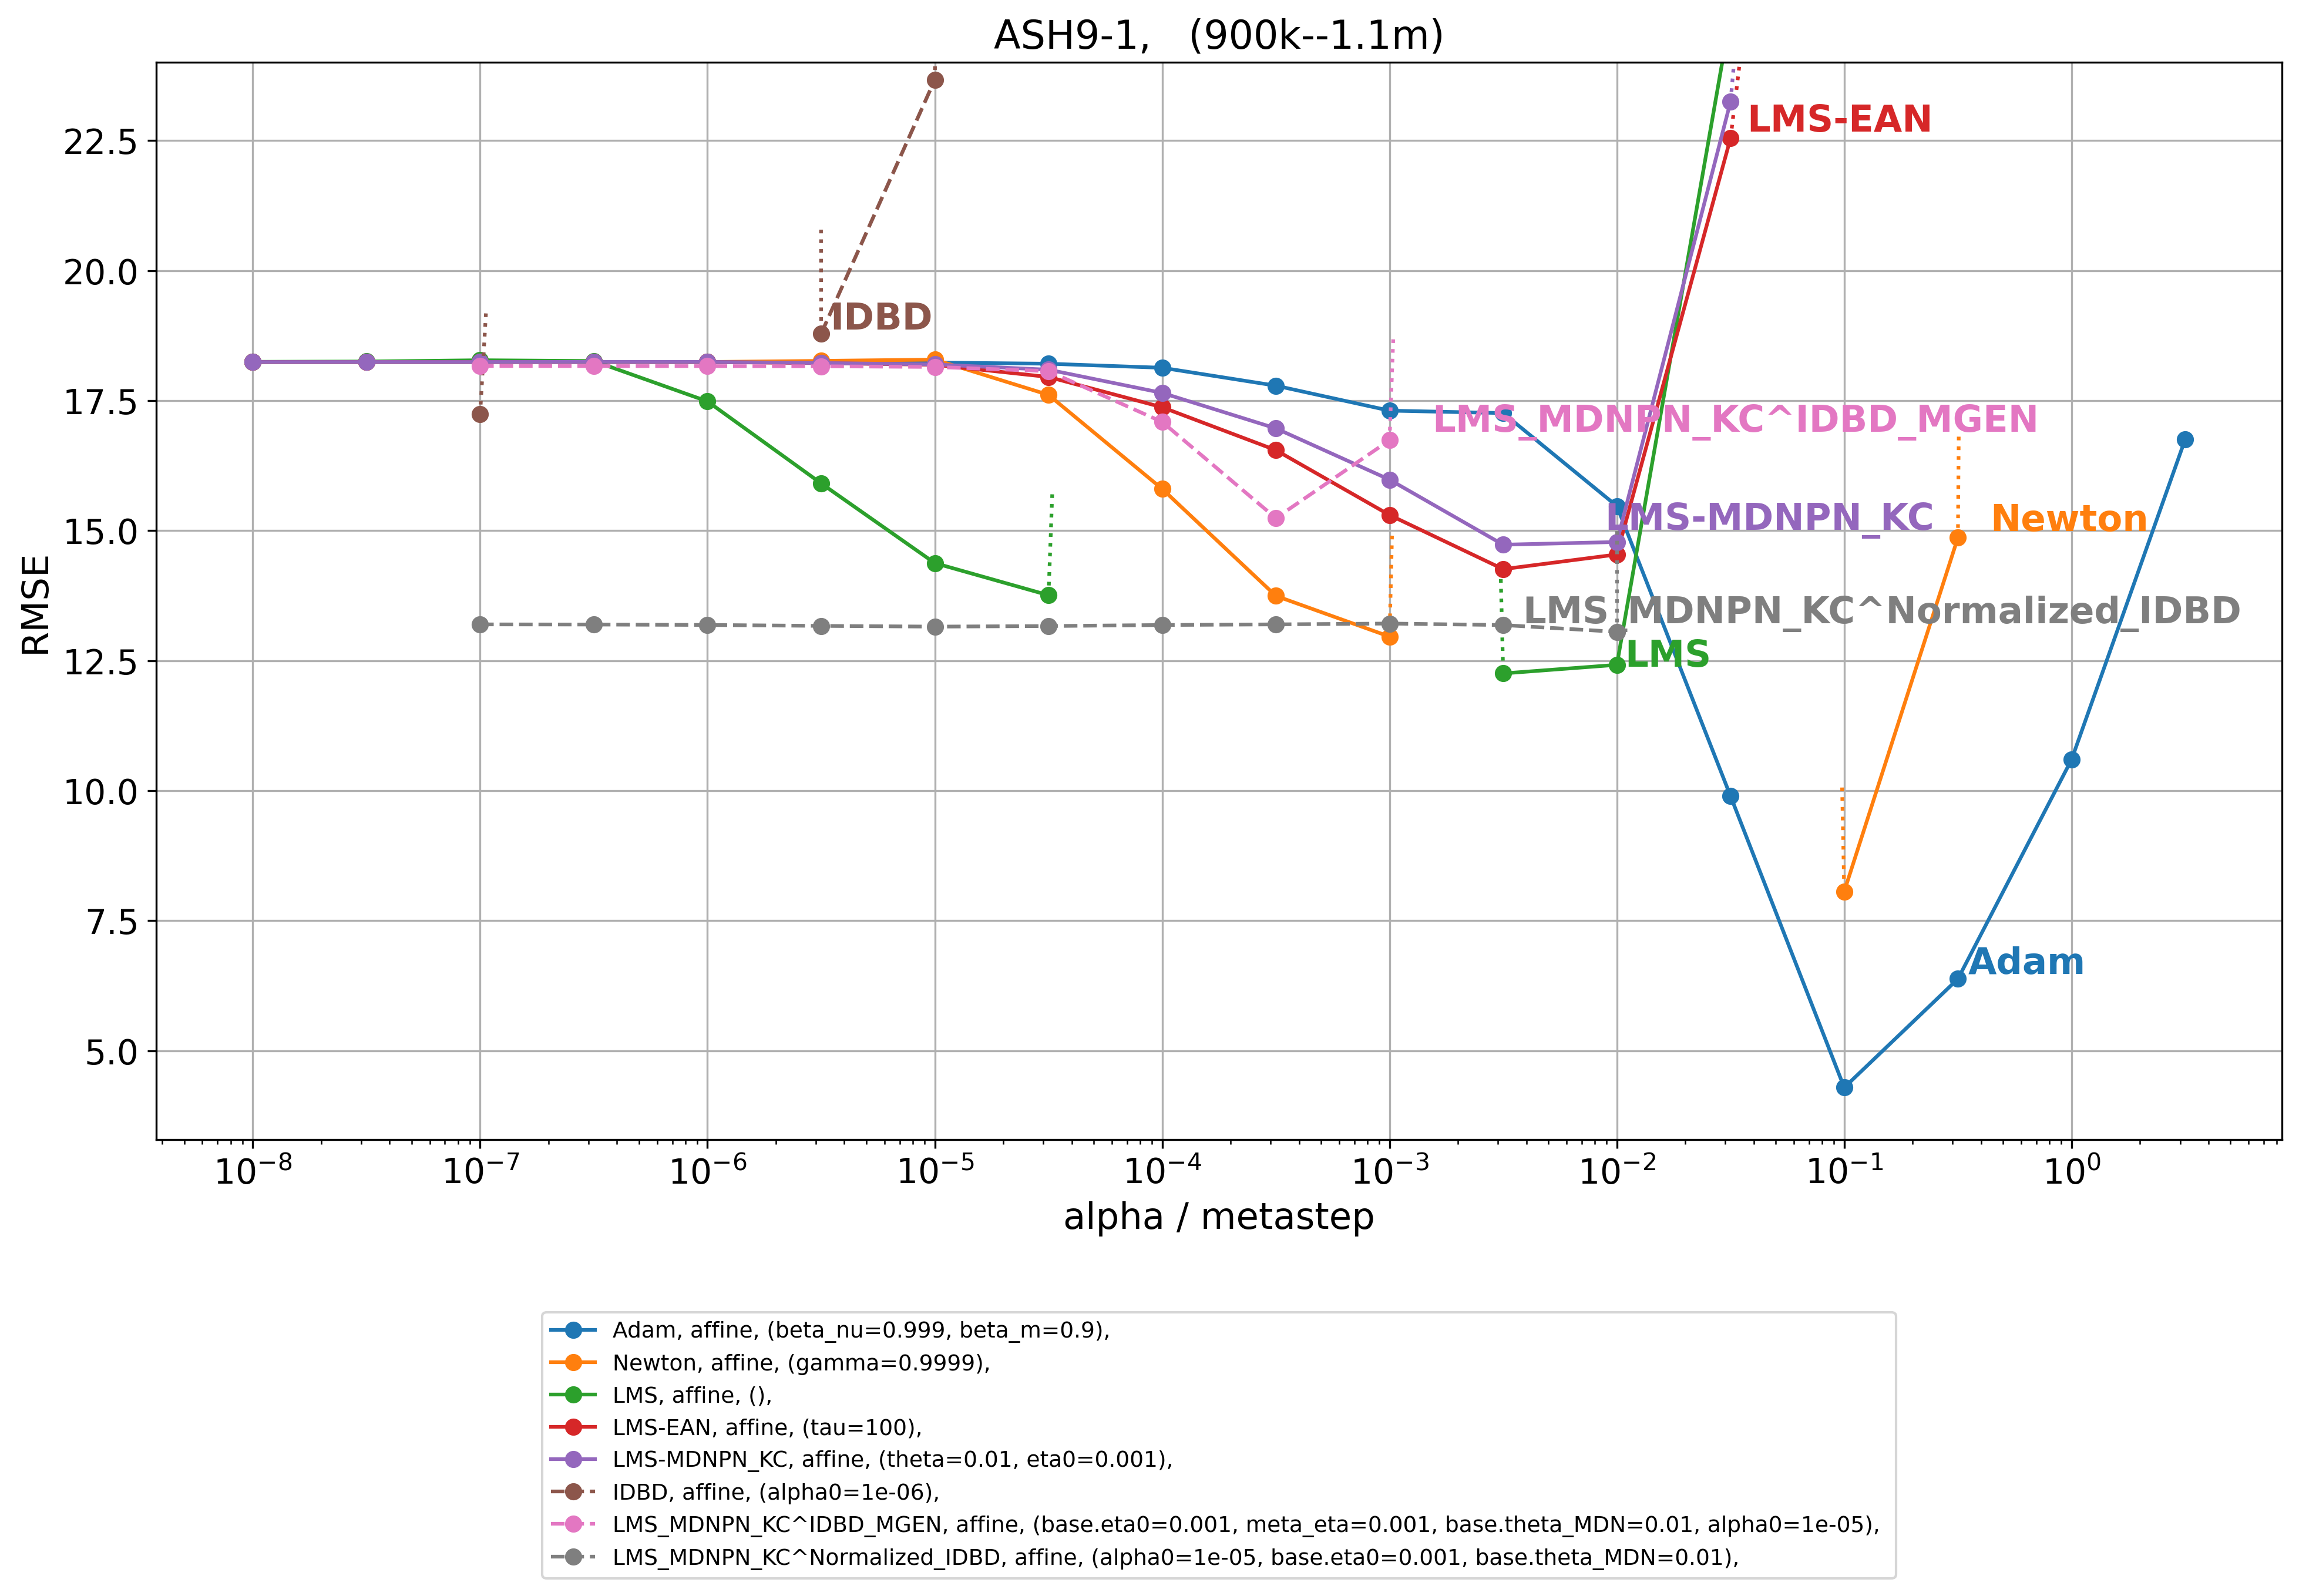 ASH9-1,   (900k--1.1m)
RMSE
22.5
20.0
17.5
15.0
12.5
10.0
7.5
5.0
LMS-EAN
IDBD
LMS_MDNPN_KC^IDBD_MGEN
LMS-MDNPN_KC
Newton
LMS_MDNPN_KC^Normalized_IDBD
LMS
Adam
10⁻⁸ 10⁻⁷ 10⁻⁶ 10⁻⁵ 10⁻⁴ 10⁻³ 10⁻² 10⁻¹ 10⁰
alpha / metastep
Adam, affine, (beta_nu=0.999, beta_m=0.9),
Newton, affine, (gamma=0.9999),
LMS, affine, (),
LMS-EAN, affine, (tau=100),
LMS-MDNPN_KC, affine, (theta=0.01, eta0=0.001),
IDBD, affine, (alpha0=1e-06),
LMS_MDNPN_KC^IDBD_MGEN, affine, (base.eta0=0.001, meta_eta=0.001, base.theta_MDN=0.01, alpha0=1e-05),
LMS_MDNPN_KC^Normalized_IDBD, affine, (alpha0=1e-05, base.eta0=0.001, base.theta_MDN=0.01),